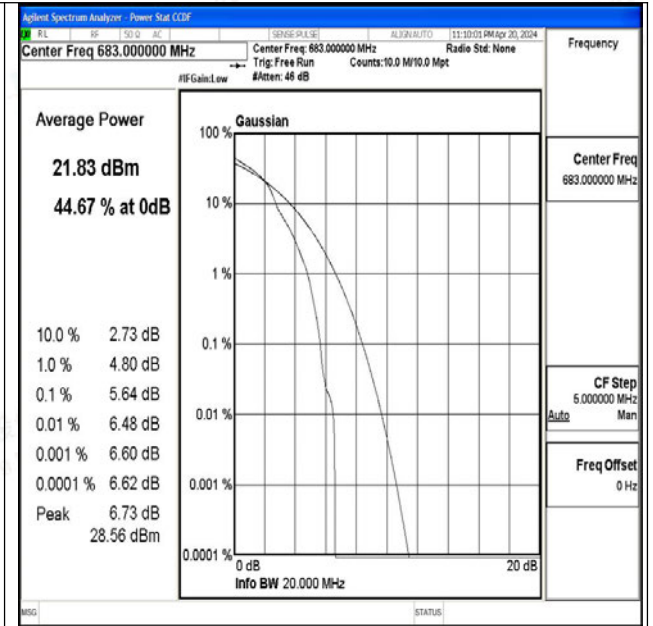 Agilent Spectrum Analyzer - Power Stat CCDF
RL RF 50 Ω AC SENSE:PULSE ALIGN AUTO 11:10:01 PM Apr 20, 2024
Center Freq 683.000000 MHz
Center Freq: 683.000000 MHz Radio Std: None
Trig: Free Run Counts:10.0 M/10.0 Mpt
#IFGain:Low #Atten: 46 dB
Frequency
Average Power
21.83 dBm
44.67 % at 0dB
10.0 % 2.73 dB
1.0 % 4.80 dB
0.1 % 5.64 dB
0.01 % 6.48 dB
0.001 % 6.60 dB
0.0001 % 6.62 dB
Peak 6.73 dB
28.56 dBm
Gaussian
100 %
10 %
1 %
0.1 %
0.01 %
0.001 %
0.0001 %
0 dB 20 dB
Info BW 20.000 MHz
Center Freq
683.000000 MHz
CF Step
5.000000 MHz
Auto Man
Freq Offset
0 Hz
MSG STATUS